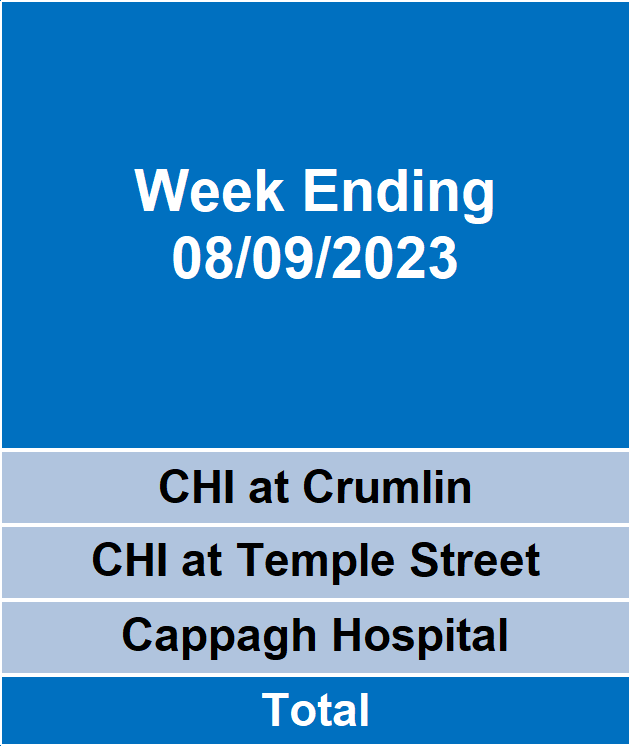 Week Ending
08/09/2023
CHI at Crumlin
CHI at Temple Street
Cappagh Hospital
Total